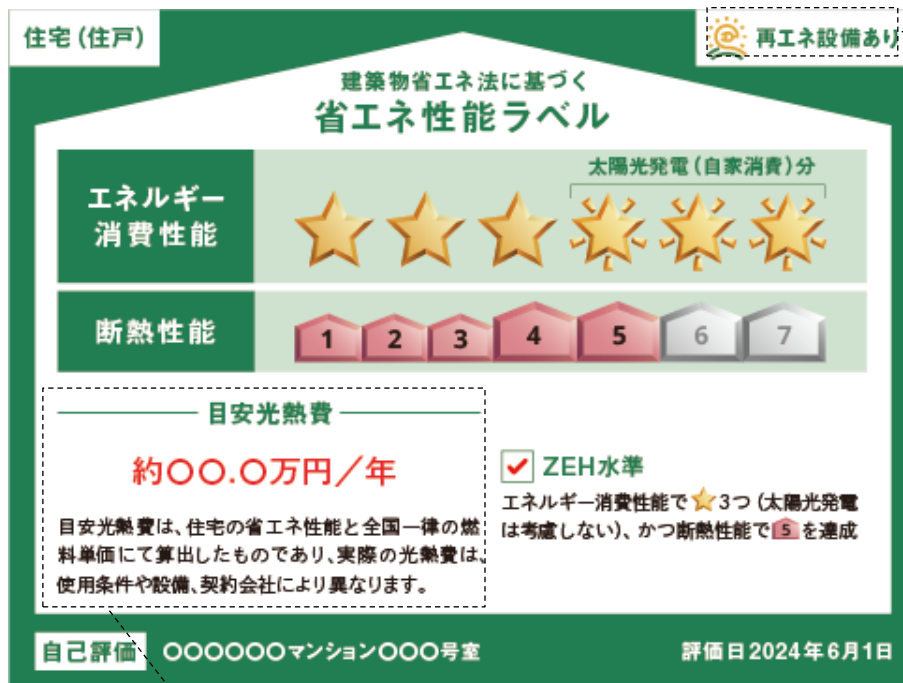 住宅（住戸）
再エネ設備あり
建築物省エネ法に基づく
省エネ性能ラベル
太陽光発電（自家消費）分
エネルギー
消費性能
断熱性能
1 2 3 4 5 6 7
目安光熱費
約〇〇.〇万円／年
目安光熱費は、住宅の省エネ性能と全国一律の燃
料単価にて算出したものであり、実際の光熱費は、
使用条件や設備、契約会社により異なります。
ZEH水準
エネルギー消費性能で⭐3つ（太陽光発電
は考慮しない）、かつ断熱性能で5を達成
自己評価 〇〇〇〇〇〇マンション〇〇〇号室 評価日2024年6月1日